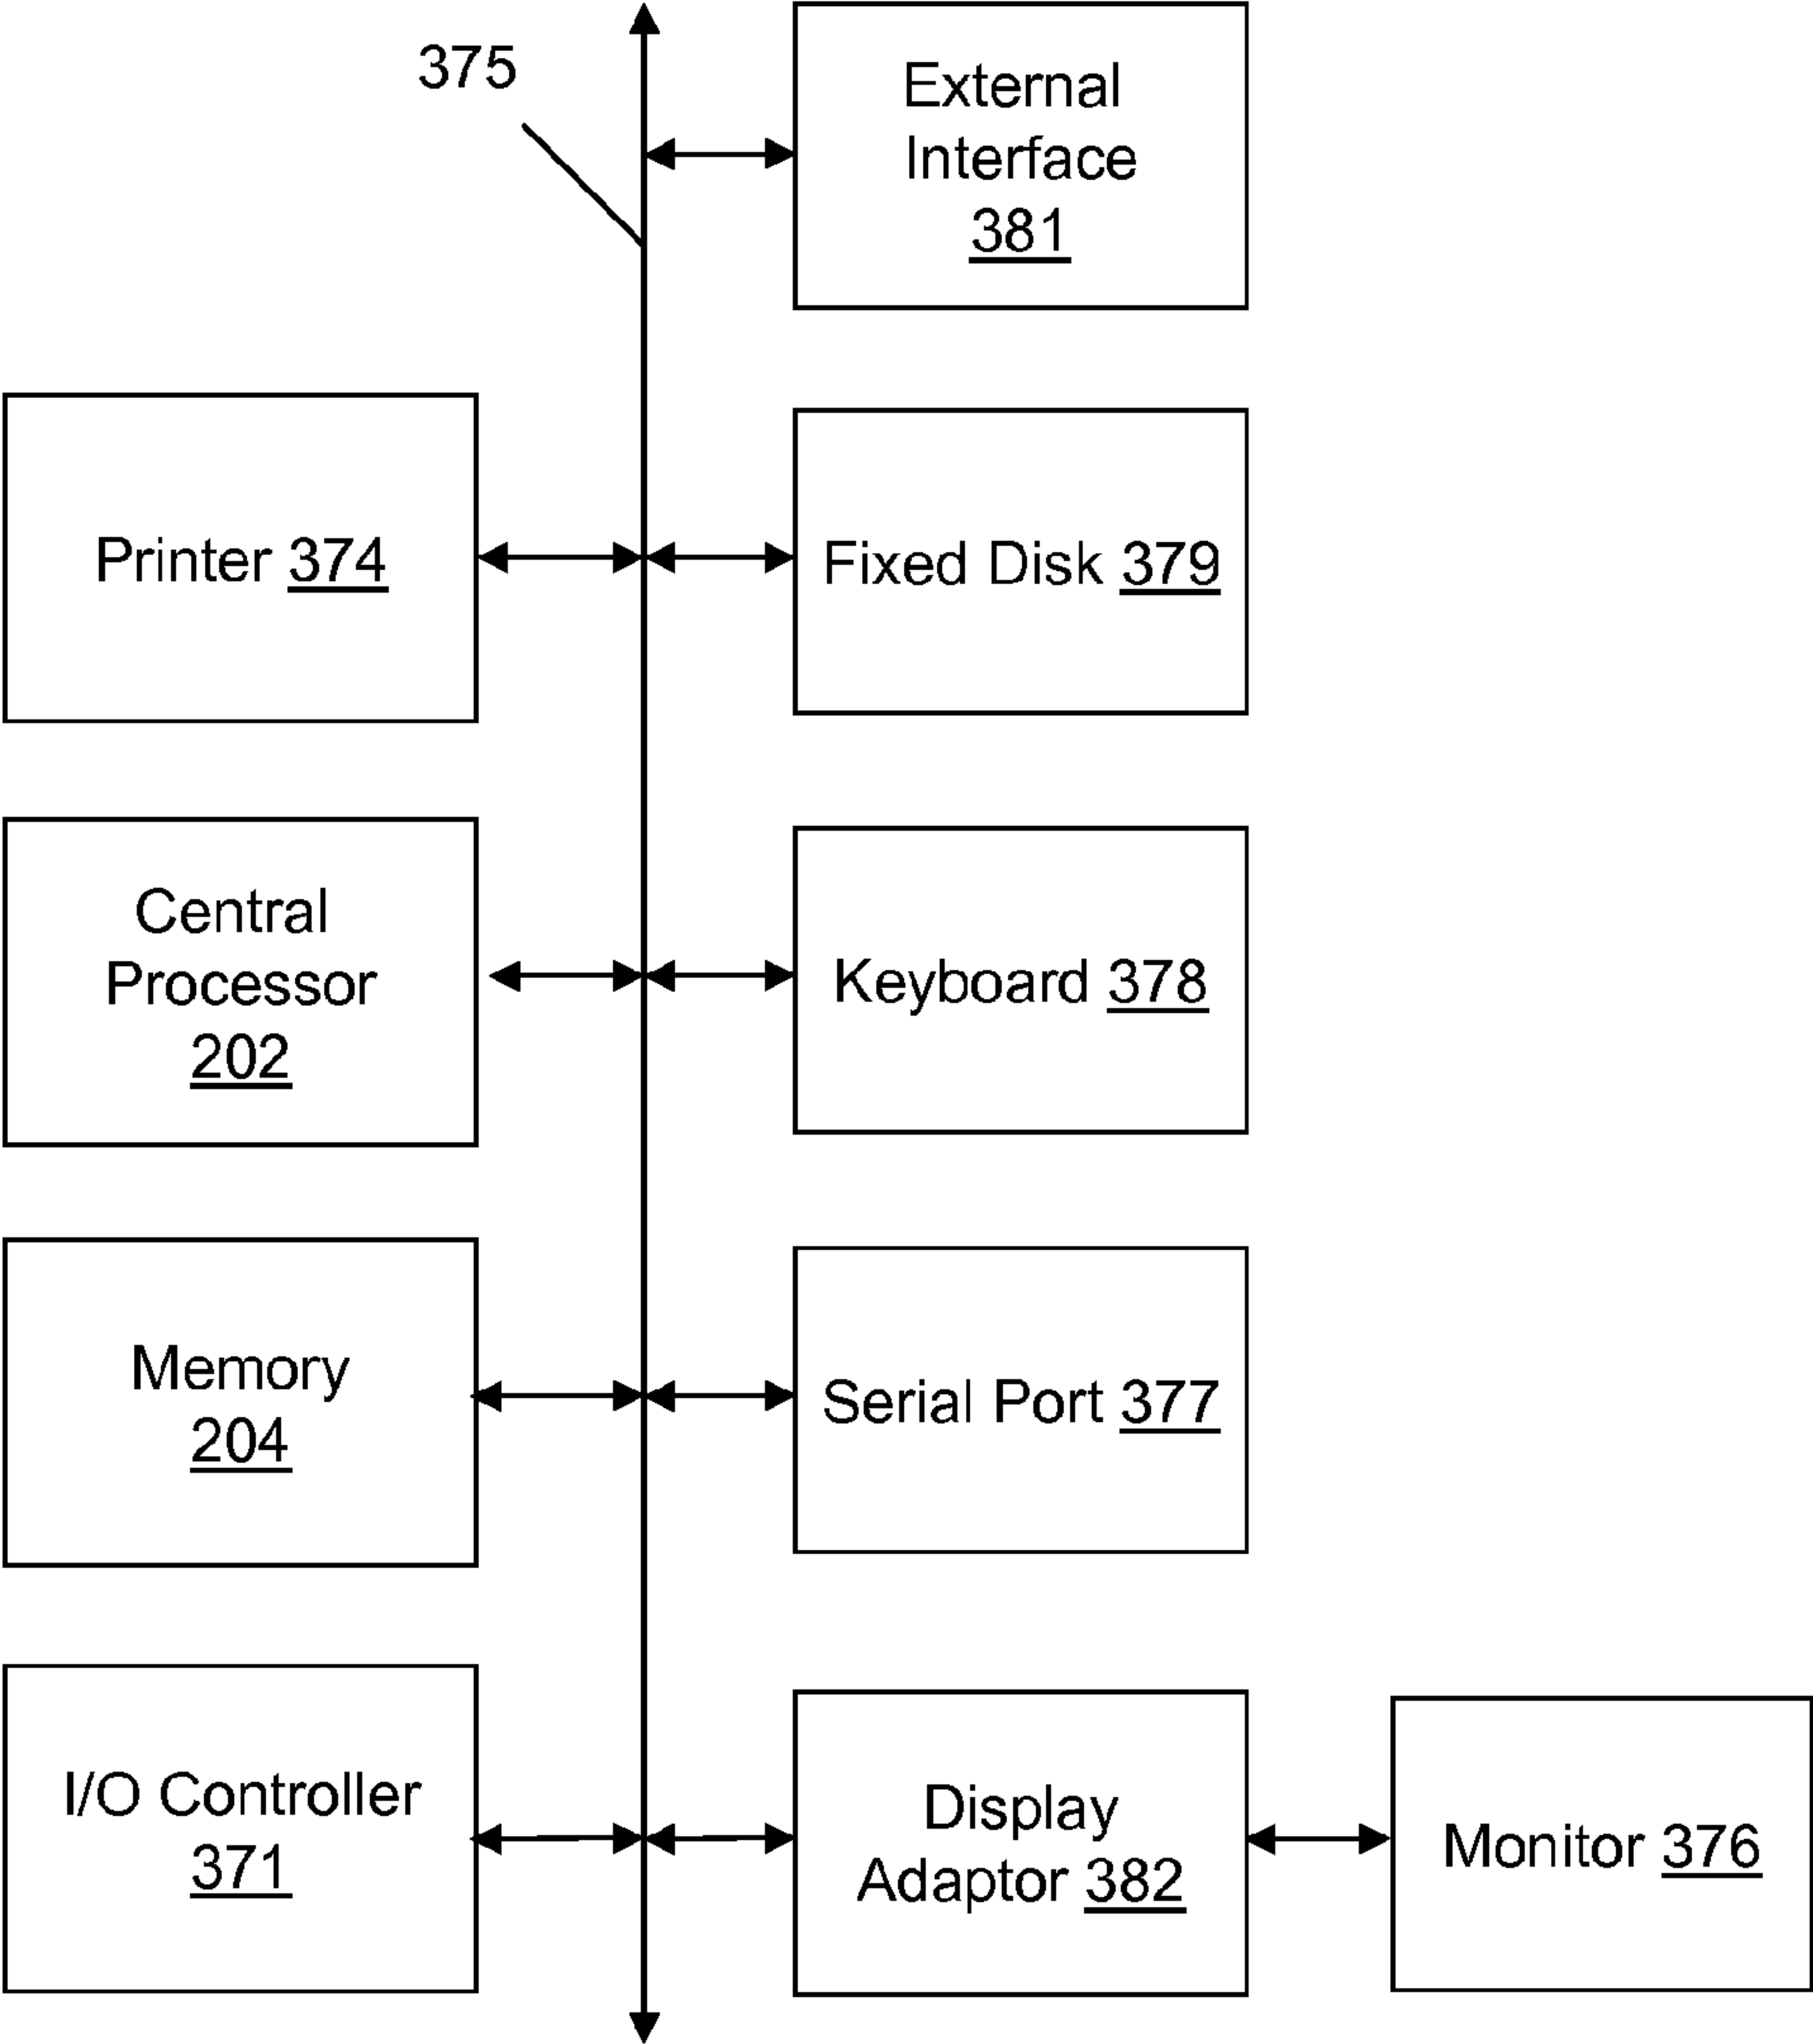 375
External
Interface
381
Printer 374
Fixed Disk 379
Central
Processor
202
Keyboard 378
Memory
204
Serial Port 377
I/O Controller
371
Display
Adaptor 382
Monitor 376